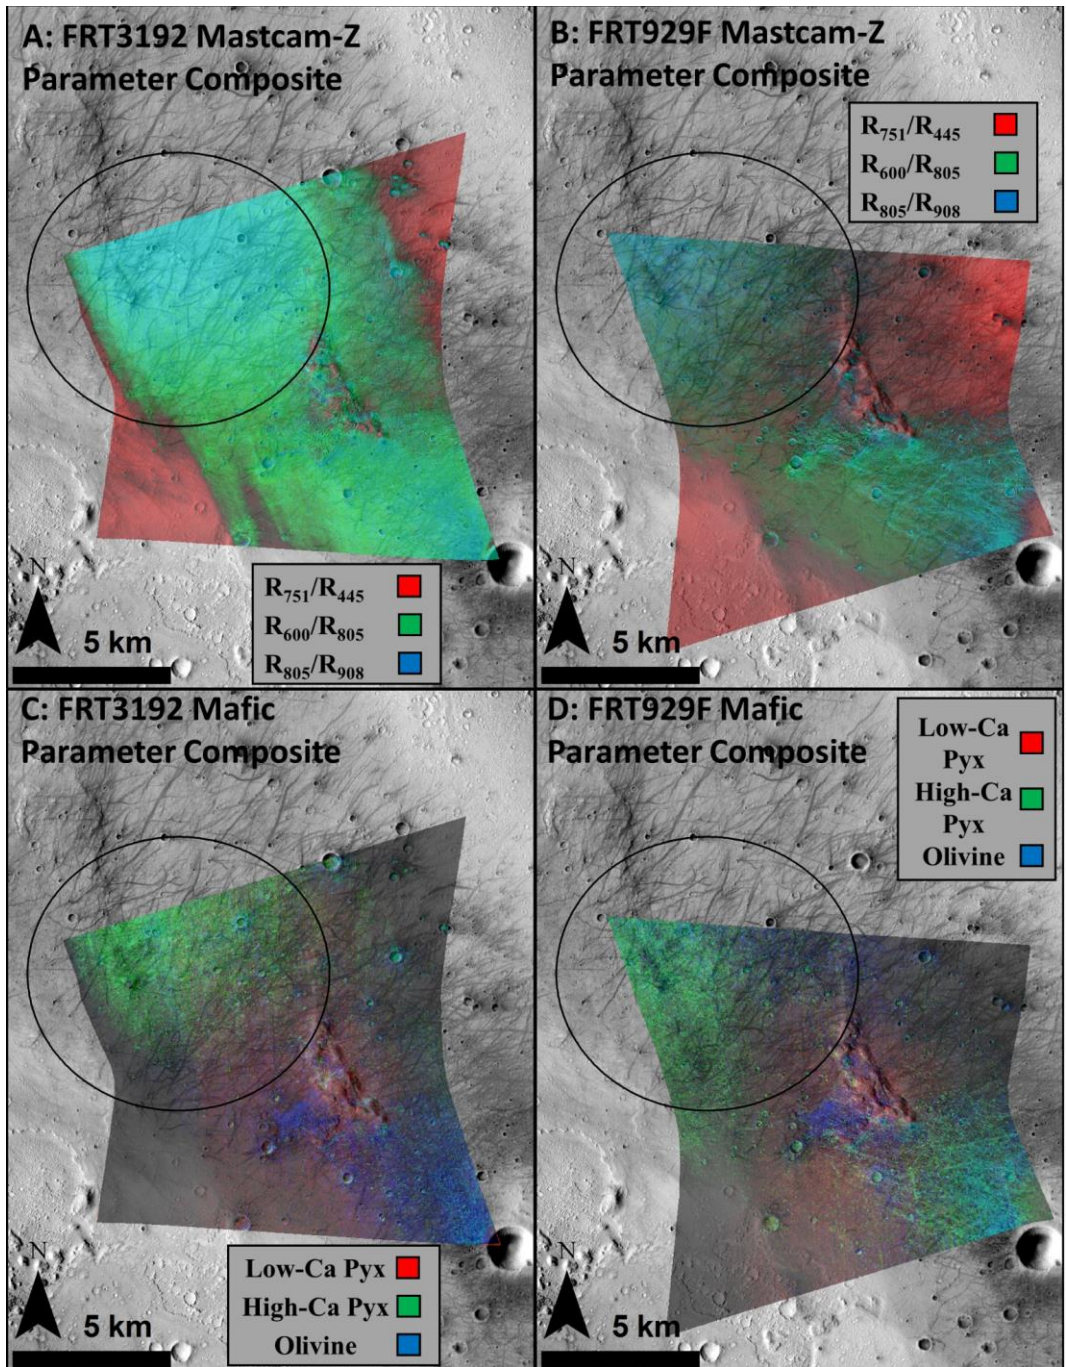 A: FRT3192 Mastcam-Z
Parameter Composite
R751/R445
R600/R805
R805/R908
N
5 km
B: FRT929F Mastcam-Z
Parameter Composite
R751/R445
R600/R805
R805/R908
N
5 km
C: FRT3192 Mafic
Parameter Composite
Low-Ca Pyx
High-Ca Pyx
Olivine
N
5 km
D: FRT929F Mafic
Parameter Composite
Low-Ca
Pyx
High-Ca
Pyx
Olivine
N
5 km